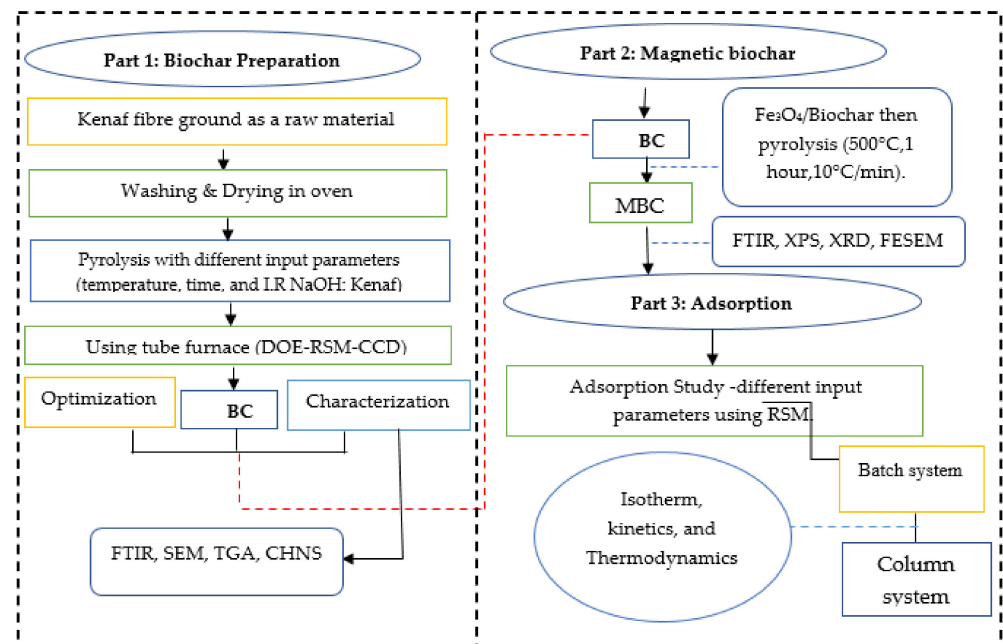 Part 1: Biochar Preparation
Kenaf fibre ground as a raw material
Washing & Drying in oven
Pyrolysis with different input parameters
(temperature, time, and I.R NaOH: Kenaf)
Using tube furnace (DOE-RSM-CCD)
Optimization
BC
Characterization
FTIR, SEM, TGA, CHNS
Part 2: Magnetic biochar
BC
Fe₃O₄/Biochar then
pyrolysis (500°C,1
hour,10°C/min).
MBC
FTIR, XPS, XRD, FESEM
Part 3: Adsorption
Adsorption Study -different input
parameters using RSM.
Batch system
Isotherm,
kinetics, and
Thermodynamics
Column
system